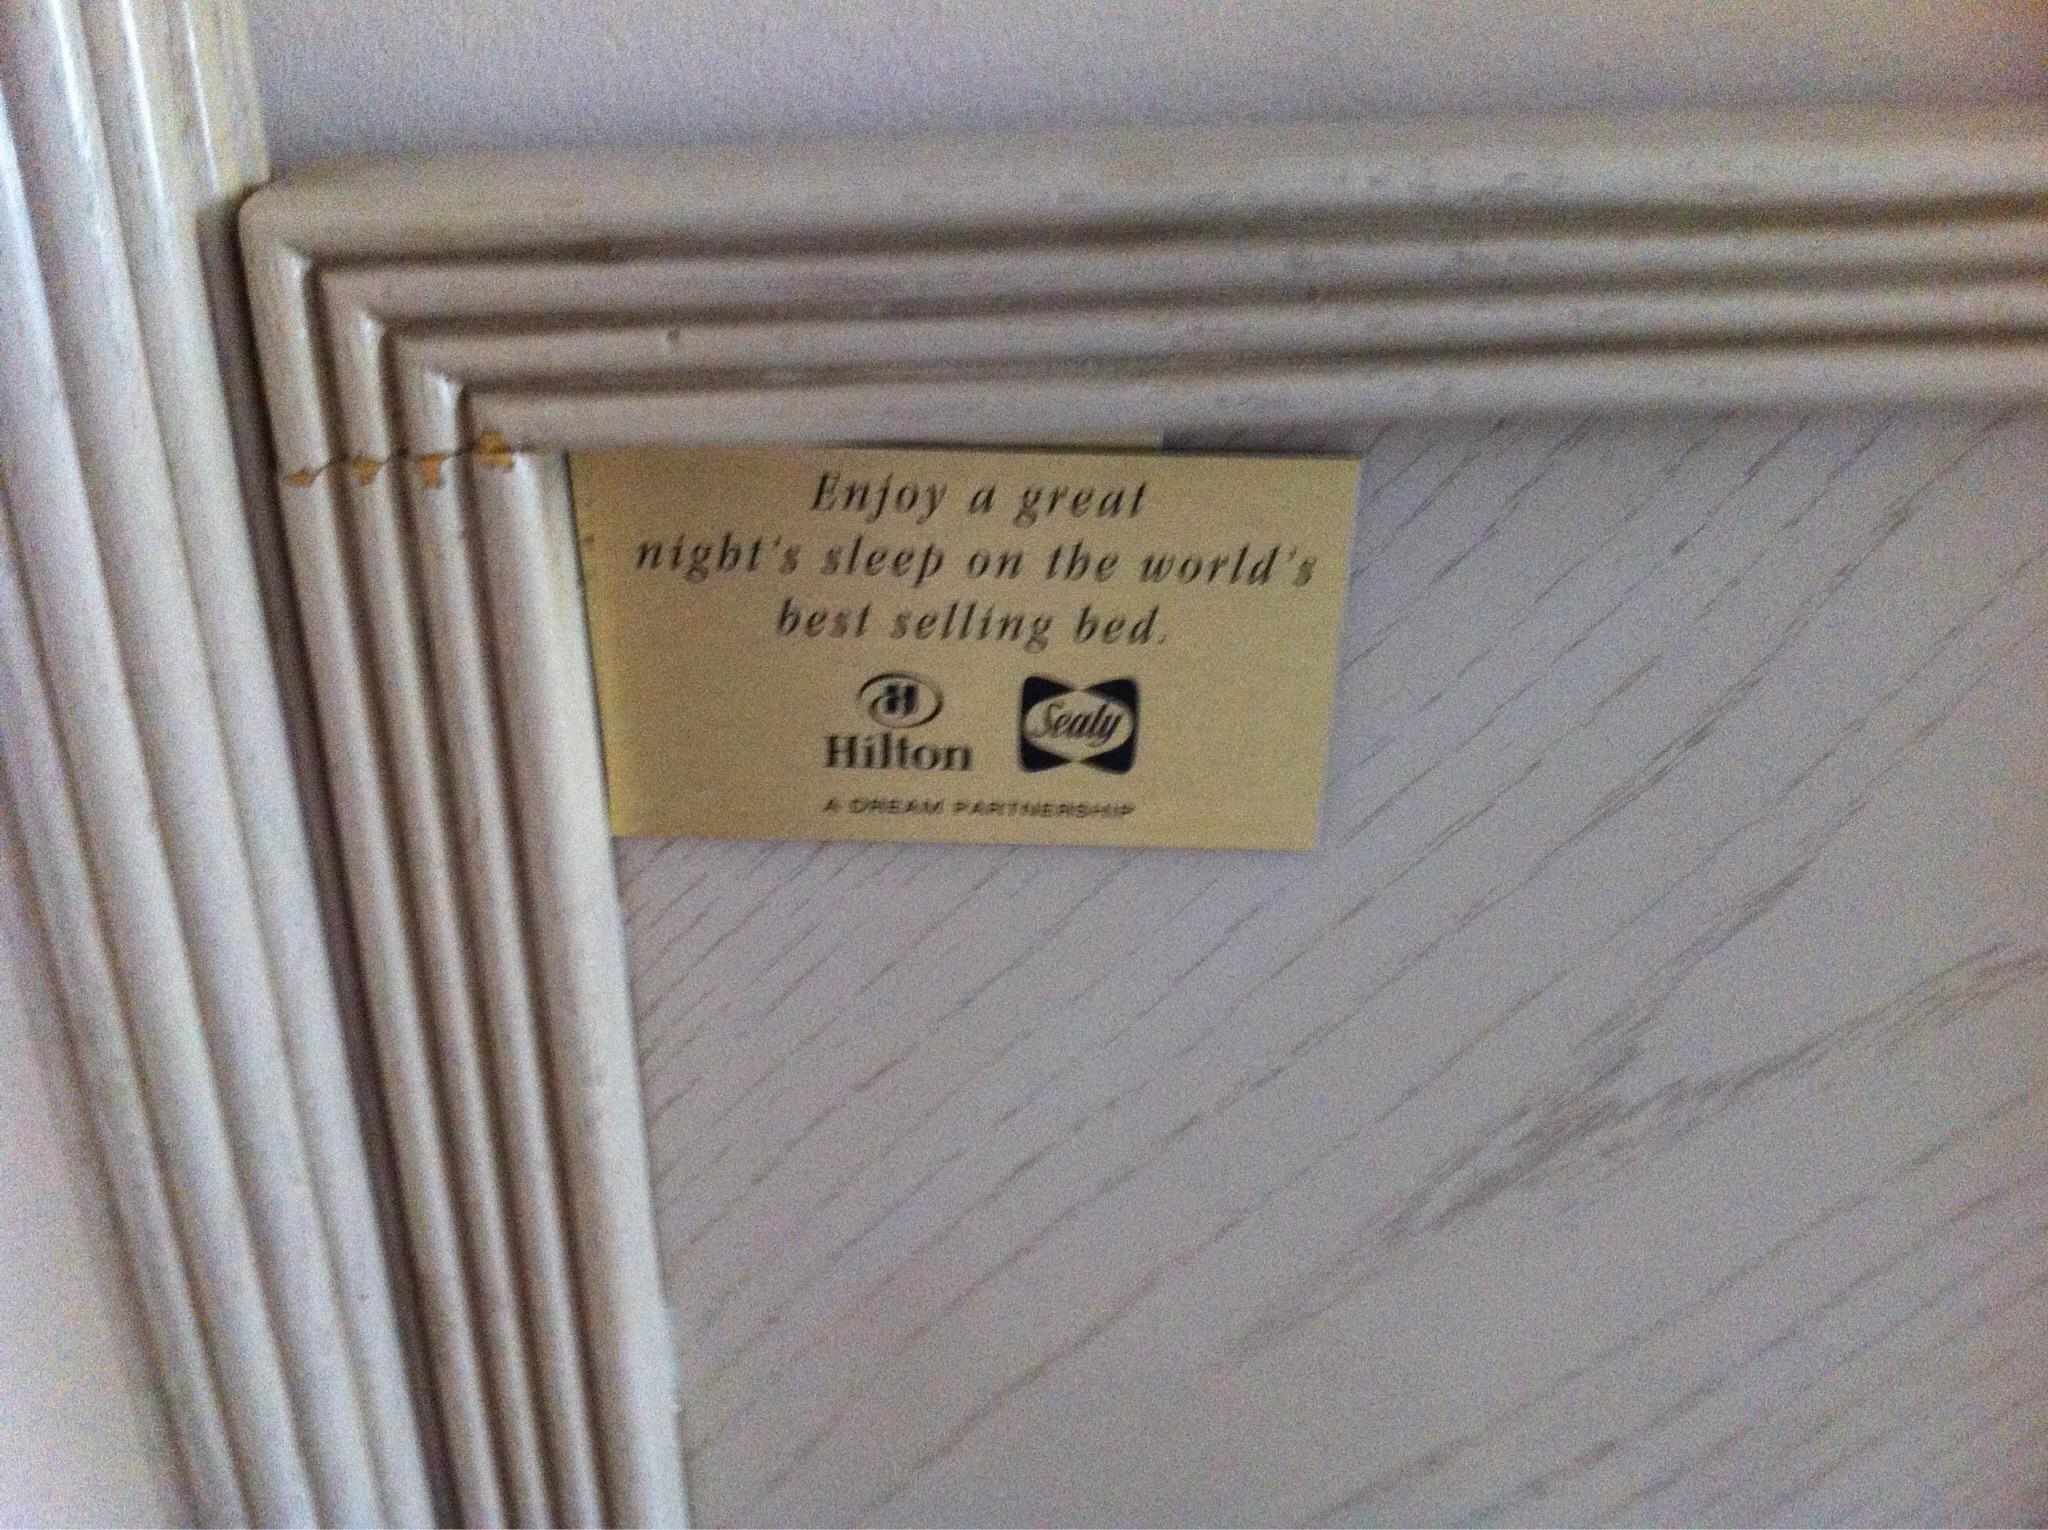 Enjoy a great
night's sleep on the world's
best selling bed.
H
Hilton
Sealy
A DREAM PARTNERSHIP